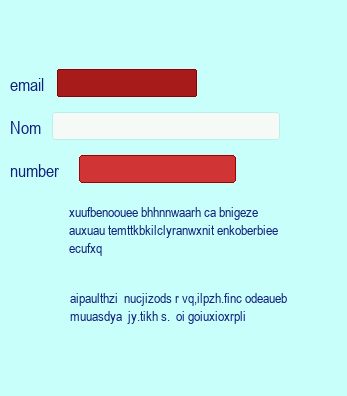 email
Nom
number
xuufbenoouee bhhnnwaarh ca bnigeze
auxuau temttkbkilclyranwxnit enkoberbiee
ecufxq
aipaulthzi nucjizods r vq,ilpzh.finc odeaueb
muuasdya jy.tikh s. oi goiuxioxrpli